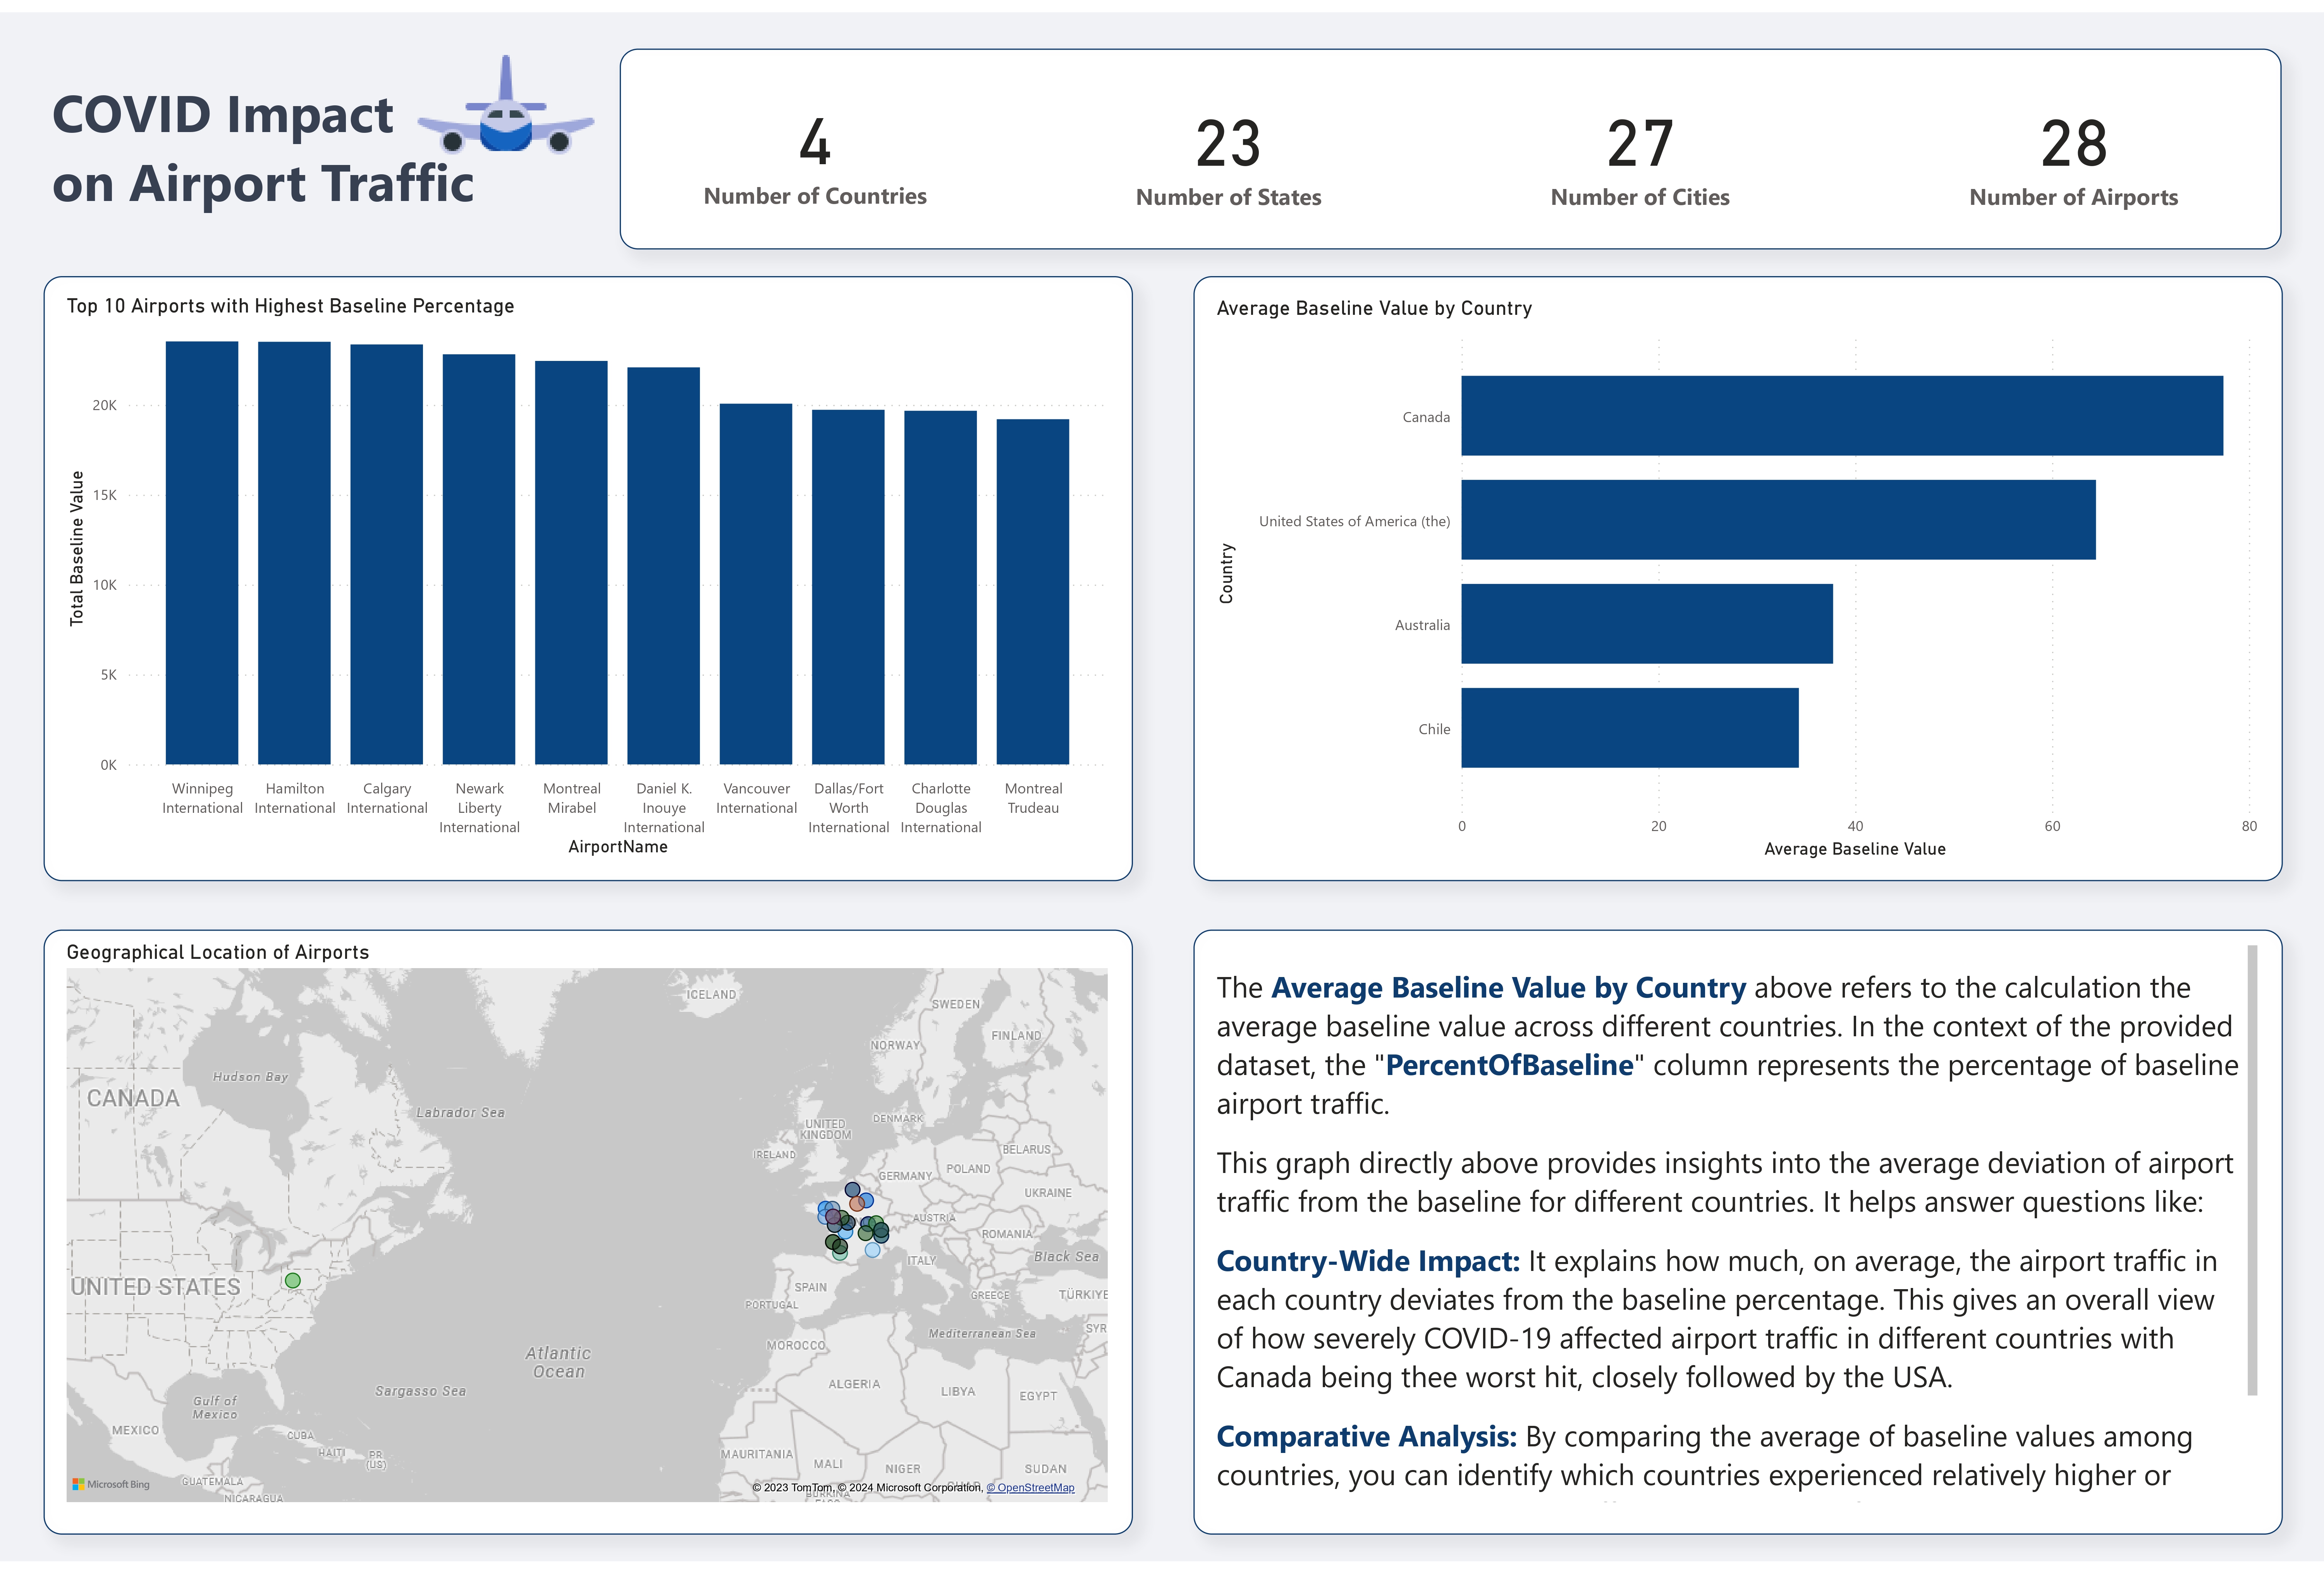 COVID Impact
on Airport Traffic
4
Number of Countries
23
Number of States
27
Number of Cities
28
Number of Airports
Top 10 Airports with Highest Baseline Percentage
Total Baseline Value
20K
15K
10K
5K
0K
Winnipeg
International
Hamilton
International
Calgary
International
Newark
Liberty
International
Montreal
Mirabel
Daniel K.
Inouye
International
Vancouver
International
Dallas/Fort
Worth
International
Charlotte
Douglas
International
Montreal
Trudeau
AirportName
Average Baseline Value by Country
Country
Canada
United States of America (the)
Australia
Chile
0
20
40
60
80
Average Baseline Value
Geographical Location of Airports
ICELAND
SWEDEN
FINLAND
NORWAY
Hudson Bay
CANADA
Labrador Sea
UNITED
KINGDOM
DENMARK
IRELAND
BELARUS
POLAND
GERMANY
UKRAINE
AUSTRIA
ROMANIA
Black Sea
ITALY
UNITED STATES
SPAIN
PORTUGAL
GREECE
TÜRKIYE
Mediterranean Sea
SYR
MOROCCO
Atlantic
Ocean
ALGERIA
LIBYA
EGYPT
Sargasso Sea
Gulf of
Mexico
MEXICO
CUBA
HAITI
PR
(US)
MAURITANIA
MALI
NIGER
SUDAN
GUATEMALA
NICARAGUA
Microsoft Bing
© 2023 TomTom, © 2024 Microsoft Corporation, © OpenStreetMap
The Average Baseline Value by Country above refers to the calculation the
average baseline value across different countries. In the context of the provided
dataset, the "PercentOfBaseline" column represents the percentage of baseline
airport traffic.
This graph directly above provides insights into the average deviation of airport
traffic from the baseline for different countries. It helps answer questions like:
Country-Wide Impact: It explains how much, on average, the airport traffic in
each country deviates from the baseline percentage. This gives an overall view
of how severely COVID-19 affected airport traffic in different countries with
Canada being thee worst hit, closely followed by the USA.
Comparative Analysis: By comparing the average of baseline values among
countries, you can identify which countries experienced relatively higher or